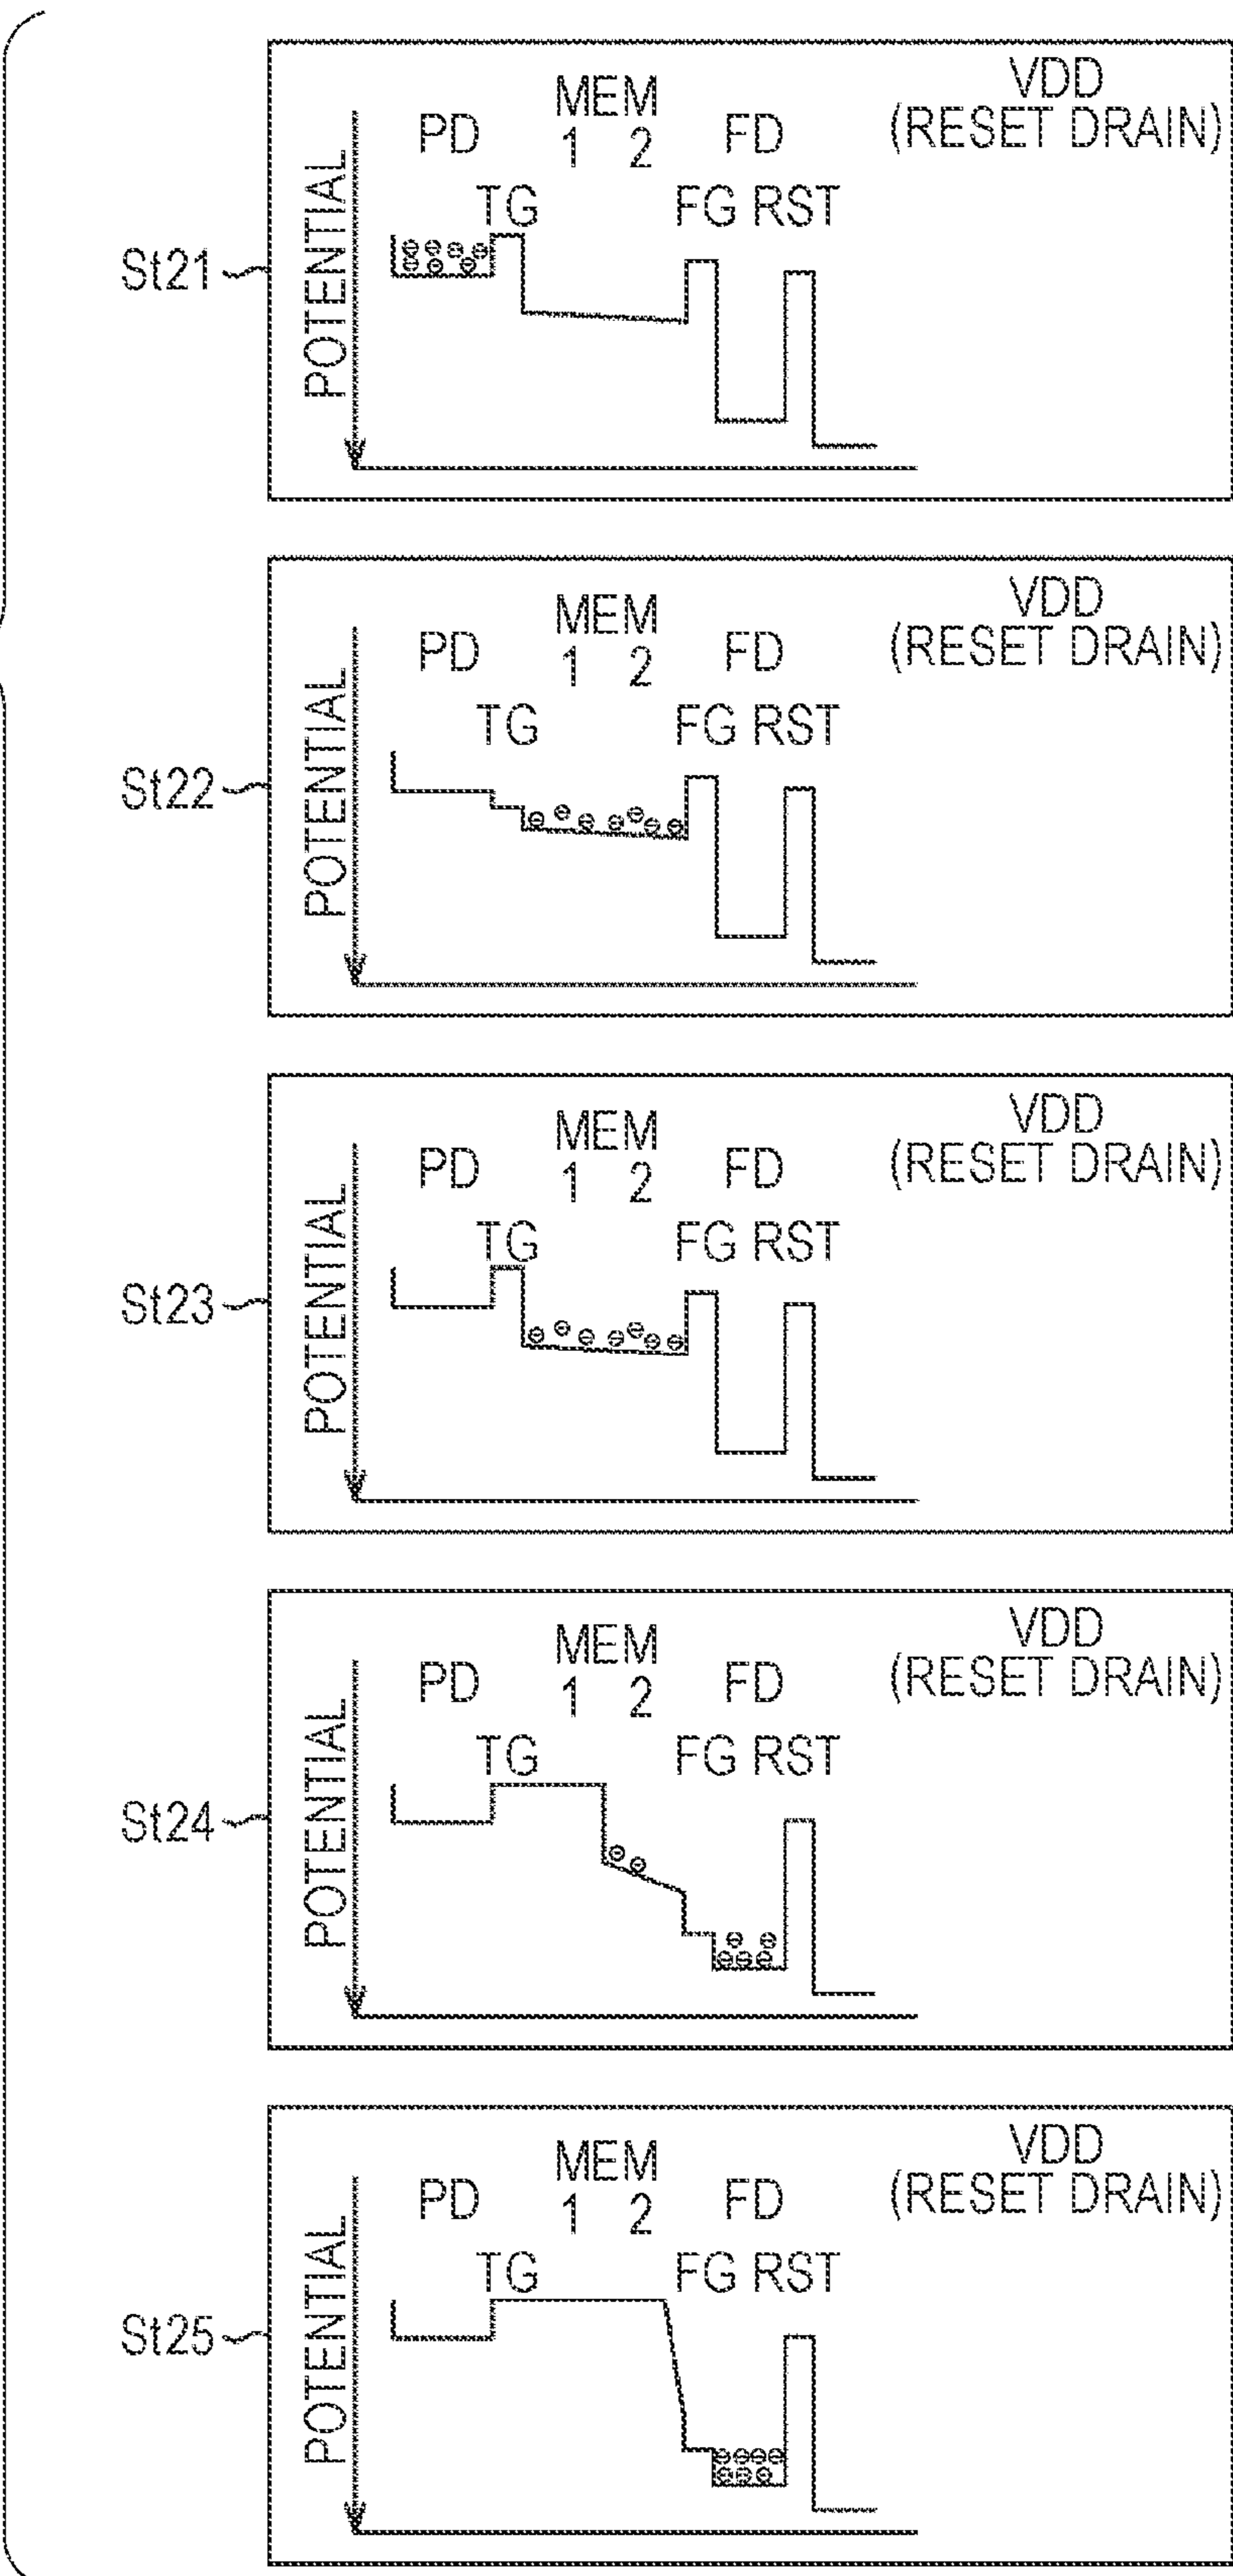 VDD
MEM
PD 1 2 FD (RESET DRAIN)
TG FG RST
St21
POTENTIAL
VDD
MEM
PD 1 2 FD (RESET DRAIN)
TG FG RST
St22
POTENTIAL
VDD
MEM
PD 1 2 FD (RESET DRAIN)
TG FG RST
St23
POTENTIAL
VDD
MEM
PD 1 2 FD (RESET DRAIN)
TG FG RST
St24
POTENTIAL
VDD
MEM
PD 1 2 FD (RESET DRAIN)
TG FG RST
St25
POTENTIAL